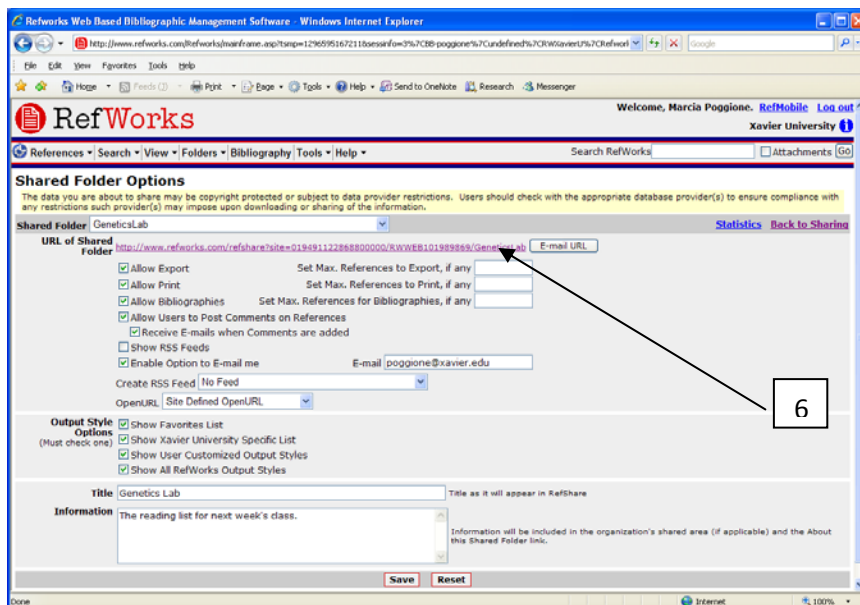 Refworks Web Based Bibliographic Management Software - Windows Internet Explorer
Google
File Edit View Favorites Tools Help
Home Feeds (J) Print Page Tools Help Send to OneNote Research Messenger
RefWorks
Welcome, Marcia Poggione. RefMobile Log out
Xavier University
References Search View Folders Bibliography Tools Help Search RefWorks Attachments Go
Shared Folder Options
The data you are about to share may be copyright protected or subject to data provider restrictions. Users should check with the appropriate database provider(s) to ensure compliance with
any restrictions such provider(s) may impose upon downloading or sharing of the information.
Shared Folder GeneticsLab Statistics Back to Sharing
URL of Shared
Folder http://www.refworks.com/refshare?site=019491122868800000/RWWEB101989869/GeneticsLab E-mail URL
Allow Export Set Max. References to Export, if any
Allow Print Set Max. References to Print, if any
Allow Bibliographies Set Max. References for Bibliographies, if any
Allow Users to Post Comments on References
Receive E-mails when Comments are added
Show RSS Feeds
Enable Option to E-mail me E-mail poggione@xavier.edu
Create RSS Feed No Feed
OpenURL Site Defined OpenURL
6
Output Style
Options
(Must check one)
Show Favorites List
Show Xavier University Specific List
Show User Customized Output Styles
Show All RefWorks Output Styles
Title Genetics Lab Title as it will appear in RefShare
Information The reading list for next week's class.
Information will be included in the organization's shared area (if applicable) and the About
this Shared Folder link.
Save Reset
Done Internet 100%